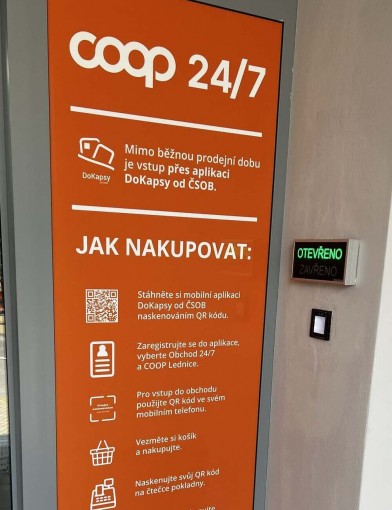 coop 24/7
Mimo běžnou prodejní dobu
je vstup přes aplikaci
DoKapsy od ČSOB.
DoKapsy
JAK NAKUPOVAT:
OTEVŘENO
ZAVŘENO
Stáhněte si mobilní aplikaci
DoKapsy od ČSOB
naskenováním QR kódu.
Zaregistrujte se do aplikace,
vyberte Obchod 24/7
a COOP Lednice.
Pro vstup do obchodu
použijte QR kód ve svém
mobilním telefonu.
Vezměte si košík
a nakupujte.
Naskenujte svůj QR kód
na čtečce pokladny.